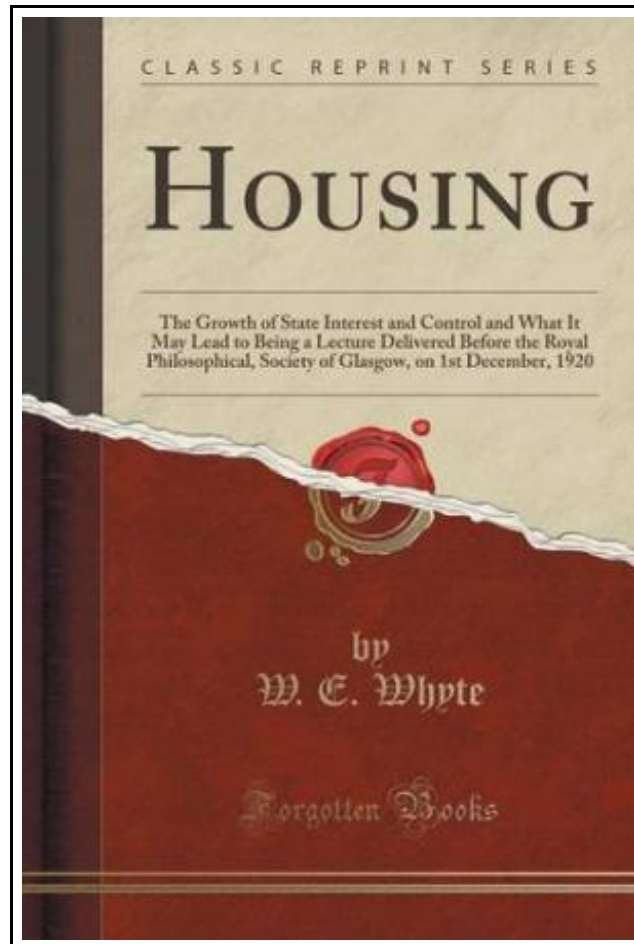 CLASSIC REPRINT SERIES
HOUSING
The Growth of State Interest and Control and What It
May Lead to Being a Lecture Delivered Before the Royal
Philosophical, Society of Glasgow, on 1st December, 1920
by
W. E. Whyte
Forgotten Books